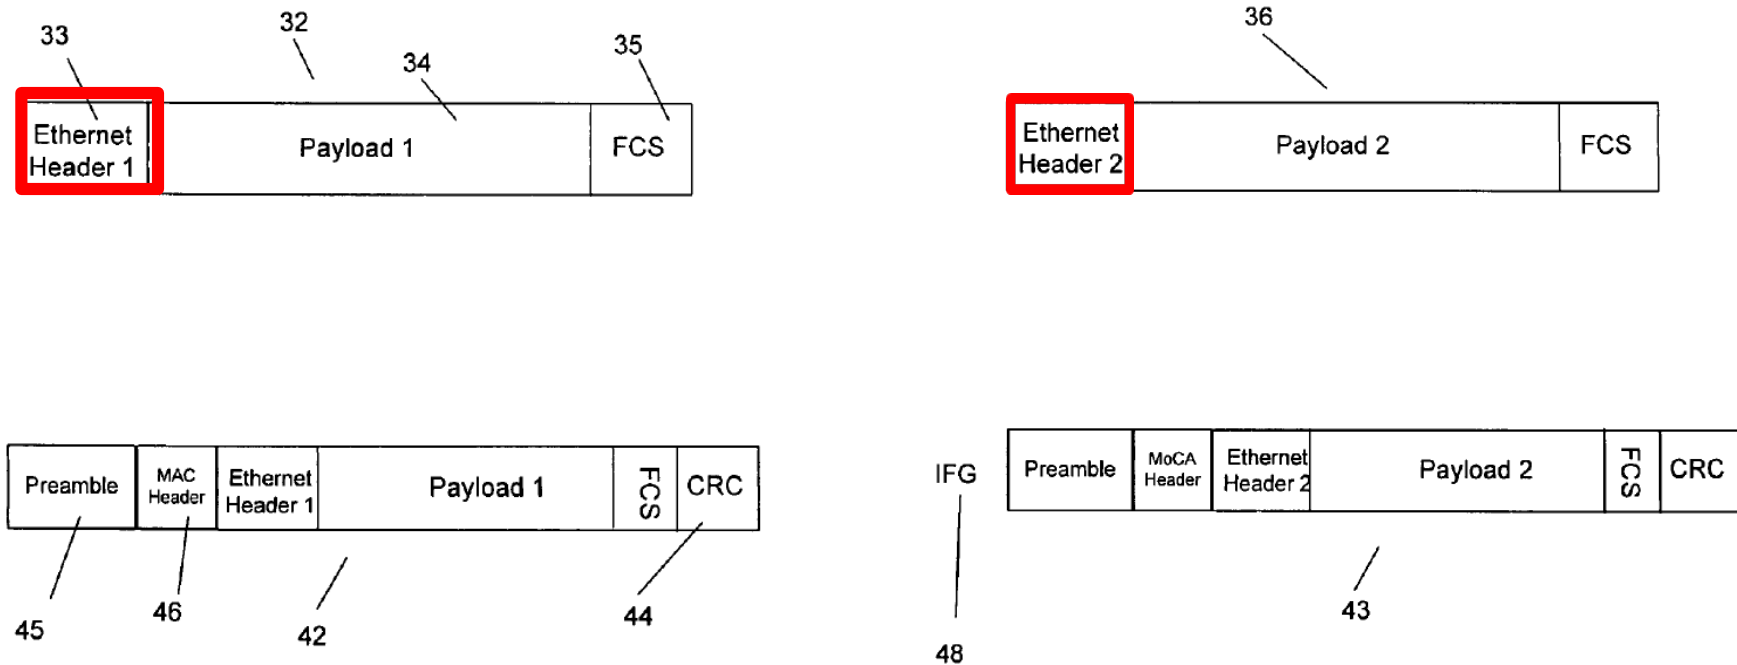 33
32
34
35
36
Ethernet
Header 1
Payload 1
FCS
Ethernet
Header 2
Payload 2
FCS
Preamble
MAC
Header
Ethernet
Header 1
Payload 1
FCS
CRC
IFG
Preamble
MoCA
Header
Ethernet
Header 2
Payload 2
FCS
CRC
45
46
42
44
48
43